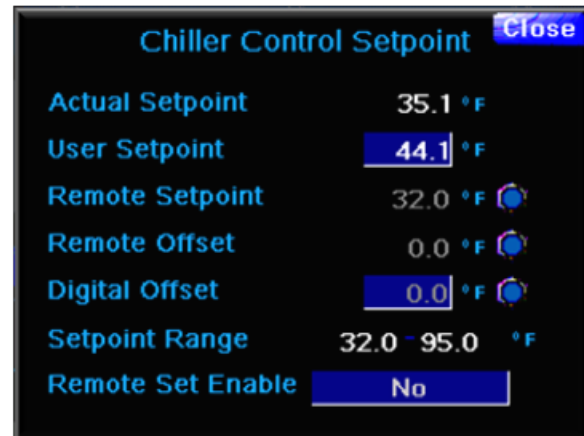 Chiller Control Setpoint Close
Actual Setpoint 35.1 °F
User Setpoint 44.1 °F
Remote Setpoint 32.0 °F
Remote Offset 0.0 °F
Digital Offset 0.0 °F
Setpoint Range 32.0 - 95.0 °F
Remote Set Enable No